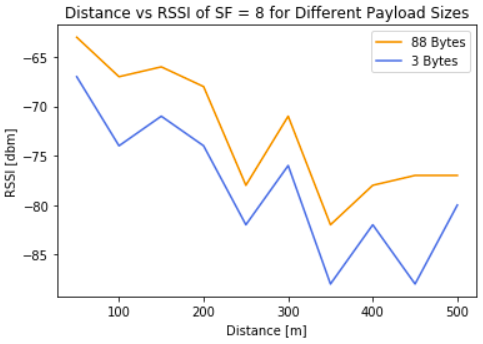 Distance vs RSSI of SF = 8 for Different Payload Sizes
88 Bytes
3 Bytes
RSSI [dbm]
−65
−70
−75
−80
−85
100
200
300
400
500
Distance [m]